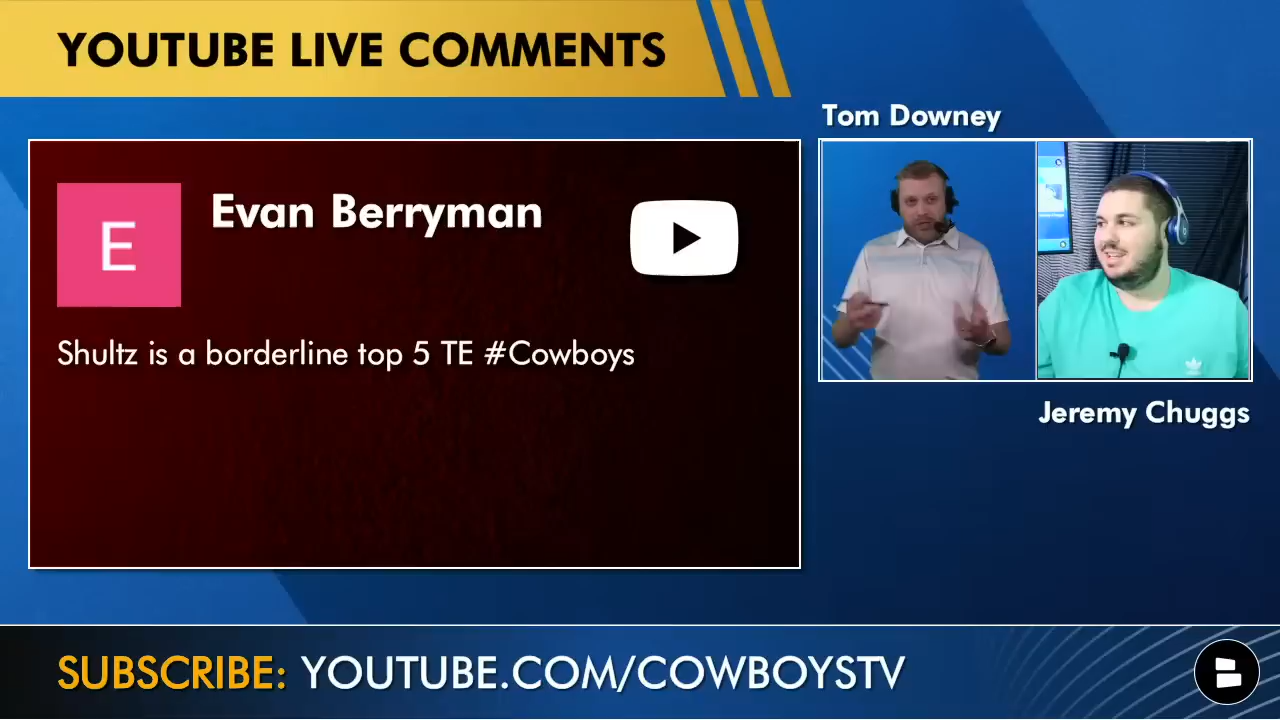 YOUTUBE LIVE COMMENTS
Tom Downey
E
Evan Berryman
Shultz is a borderline top 5 TE #Cowboys
Jeremy Chuggs
SUBSCRIBE: YOUTUBE.COM/COWBOYSTV